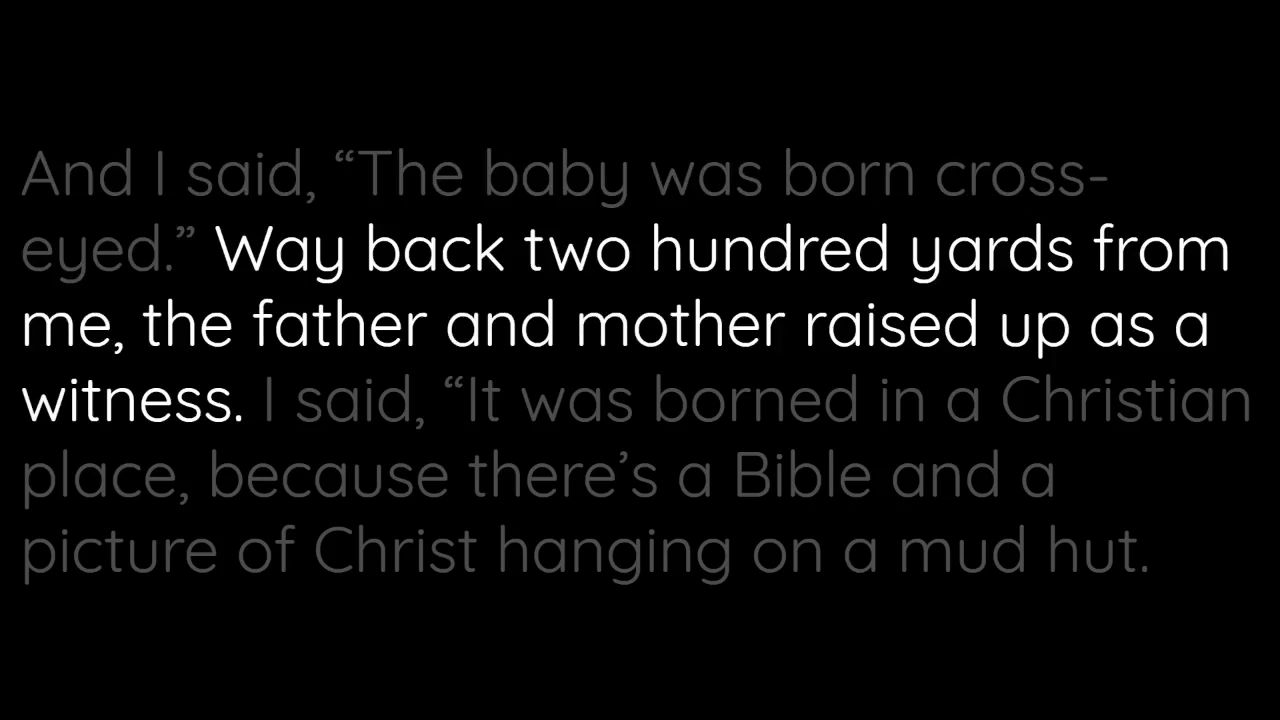 And I said, “The baby was born cross-
eyed.” Way back two hundred yards from
me, the father and mother raised up as a
witness. I said, “It was borned in a Christian
place, because there’s a Bible and a
picture of Christ hanging on a mud hut.